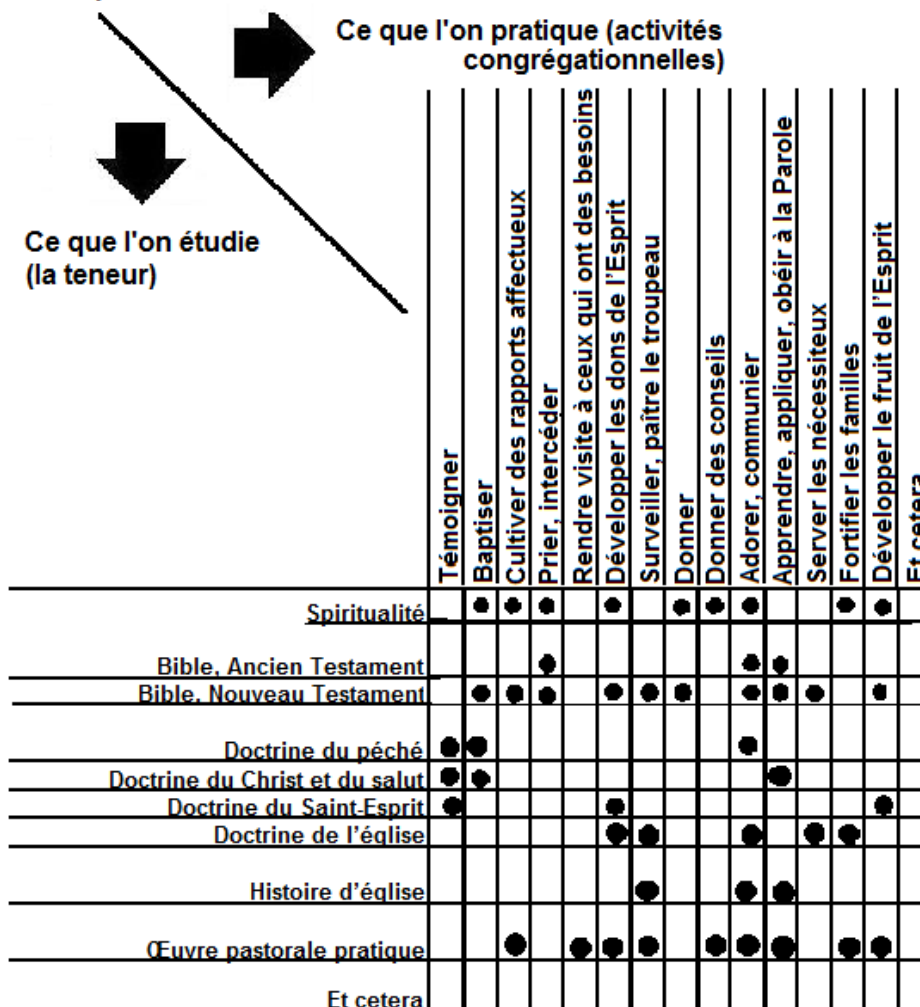 Ce que l'on pratique (activités
congrégationnelles)
Ce que l'on étudie
(la teneur)
Témoigner
Baptiser
Cultiver des rapports affectueux
Prier, intercéder
Rendre visite à ceux qui ont des besoins
Développer les dons de l'Esprit
Surveiller, paître le troupeau
Donner
Donner des conseils
Adorer, communier
Apprendre, appliquer, obéir à la Parole
Server les nécessiteux
Fortifier les familles
Développer le fruit de l'Esprit
Et cetera
Spiritualité
Bible, Ancien Testament
Bible, Nouveau Testament
Doctrine du péché
Doctrine du Christ et du salut
Doctrine du Saint-Esprit
Doctrine de l'église
Histoire d'église
Œuvre pastorale pratique
Et cetera